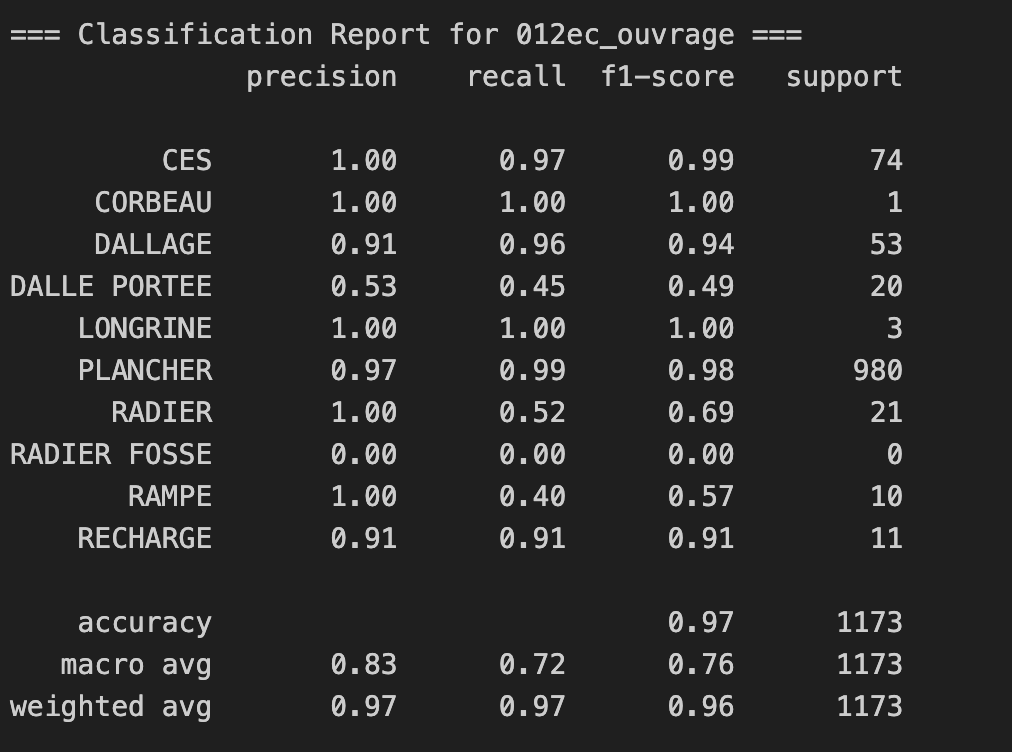 === Classification Report for 012ec_ouvrage ===
precision recall f1-score support
CES 1.00 0.97 0.99 74
CORBEAU 1.00 1.00 1.00 1
DALLAGE 0.91 0.96 0.94 53
DALLE PORTEE 0.53 0.45 0.49 20
LONGRINE 1.00 1.00 1.00 3
PLANCHER 0.97 0.99 0.98 980
RADIER 1.00 0.52 0.69 21
RADIER FOSSE 0.00 0.00 0.00 0
RAMPE 1.00 0.40 0.57 10
RECHARGE 0.91 0.91 0.91 11
accuracy 0.97 1173
macro avg 0.83 0.72 0.76 1173
weighted avg 0.97 0.97 0.96 1173